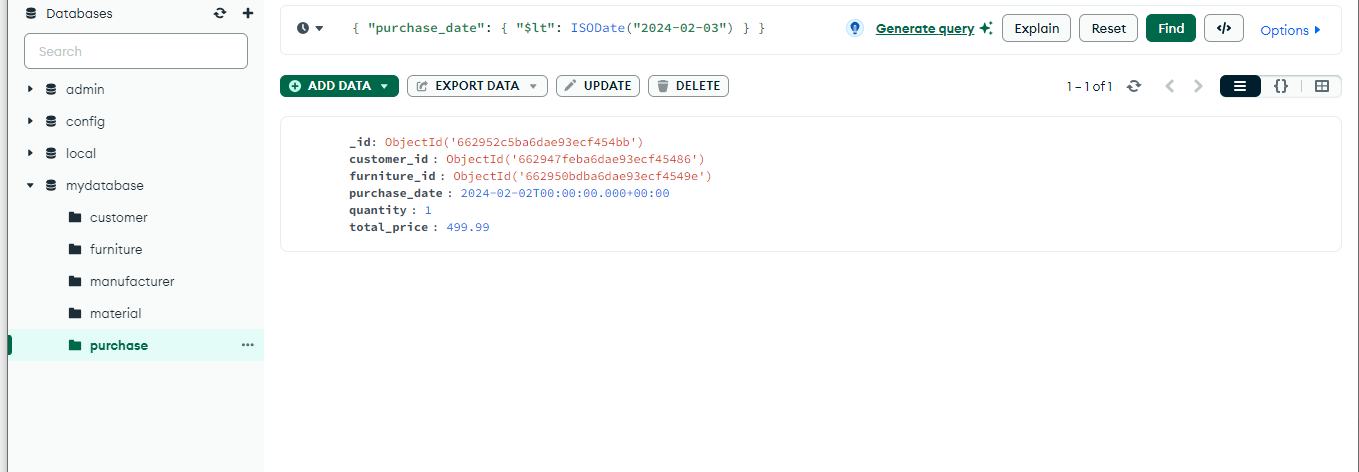 Databases
Search
admin
config
local
mydatabase
customer
furniture
manufacturer
material
purchase
{ "purchase_date": { "$lt": ISODate("2024-02-03") } }
Generate query
Explain
Reset
Find
</>
Options
ADD DATA
EXPORT DATA
UPDATE
DELETE
1 – 1 of 1
{}
_id: ObjectId('662952c5ba6dae93ecf454bb')
customer_id : ObjectId('662947feba6dae93ecf45486')
furniture_id : ObjectId('662950bdba6dae93ecf4549e')
purchase_date : 2024-02-02T00:00:00.000+00:00
quantity : 1
total_price : 499.99